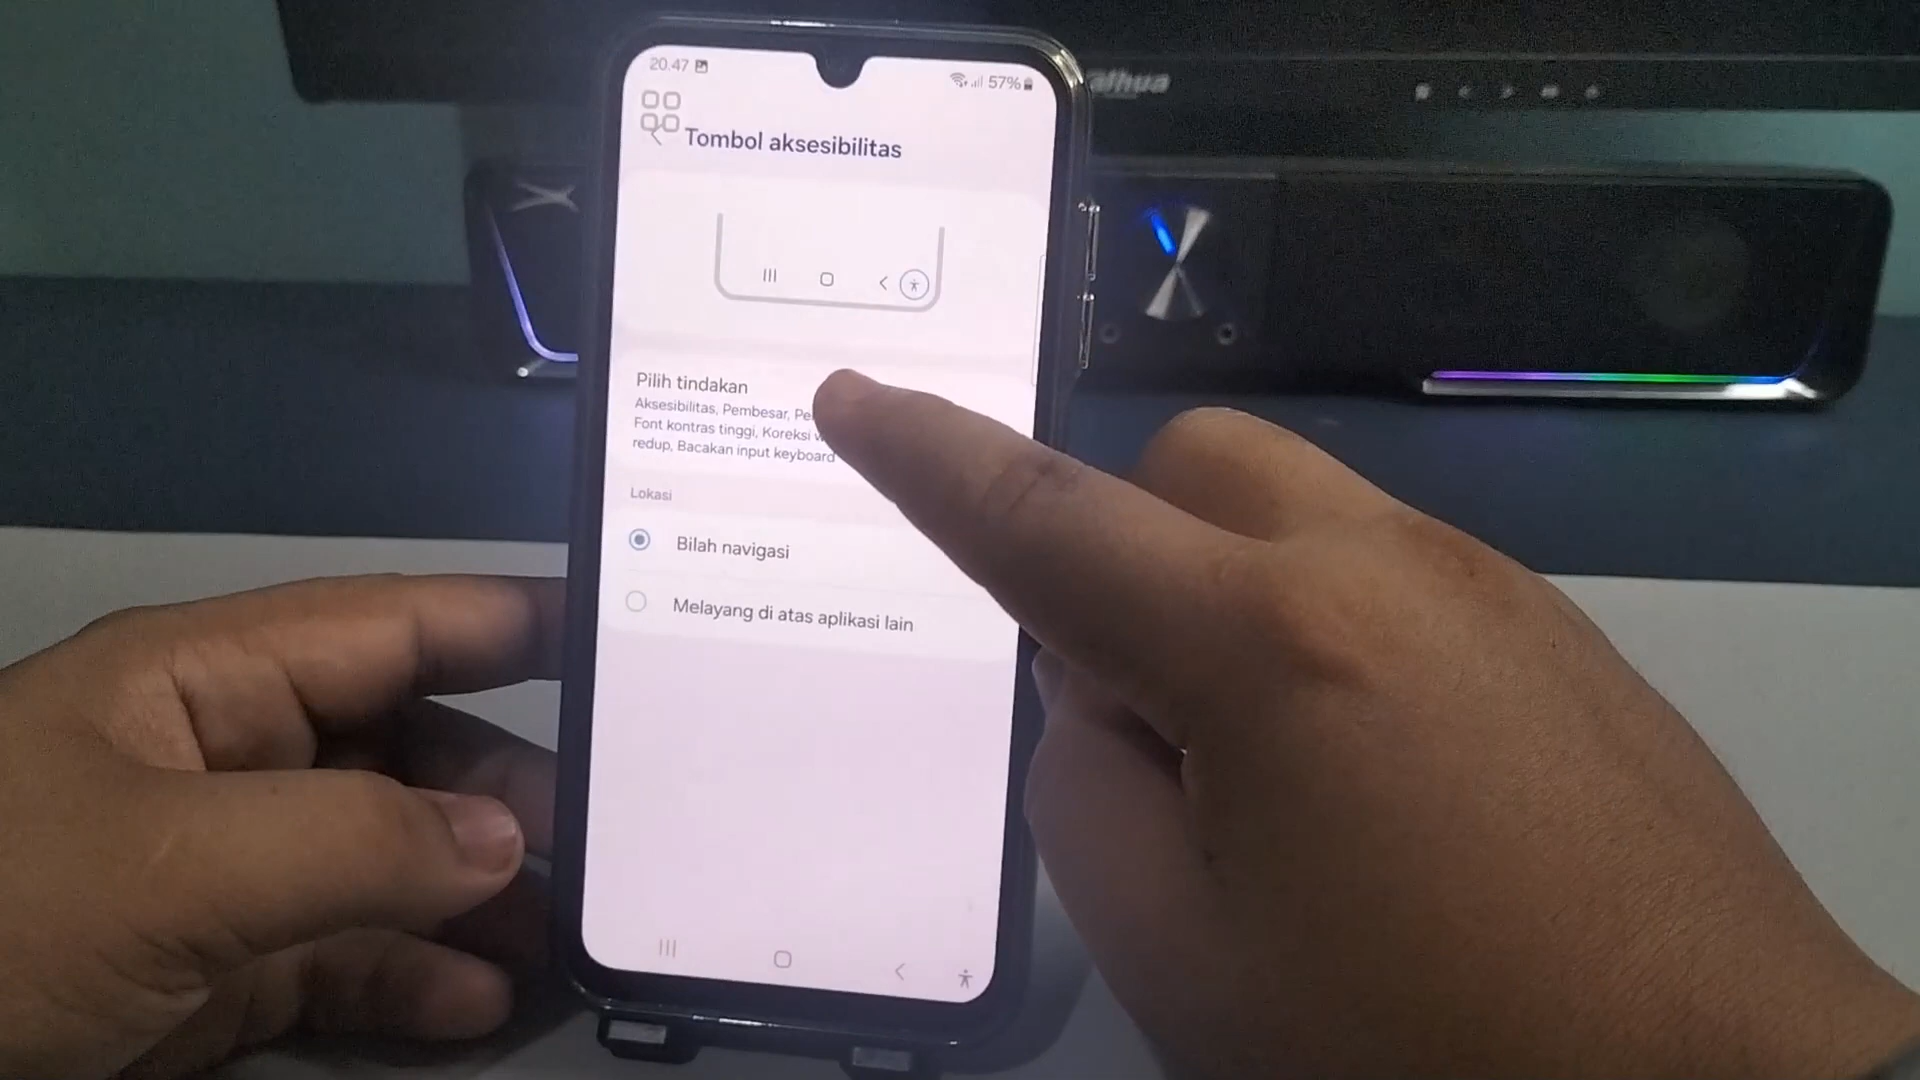 20.47
57%
Tombol aksesibilitas
Pilih tindakan
Aksesibilitas, Pembesar,
Font kontras tinggi, Koreksi
redup, Bacakan input keyboard
Lokasi
Bilah navigasi
Melayang di atas aplikasi lain
alhua